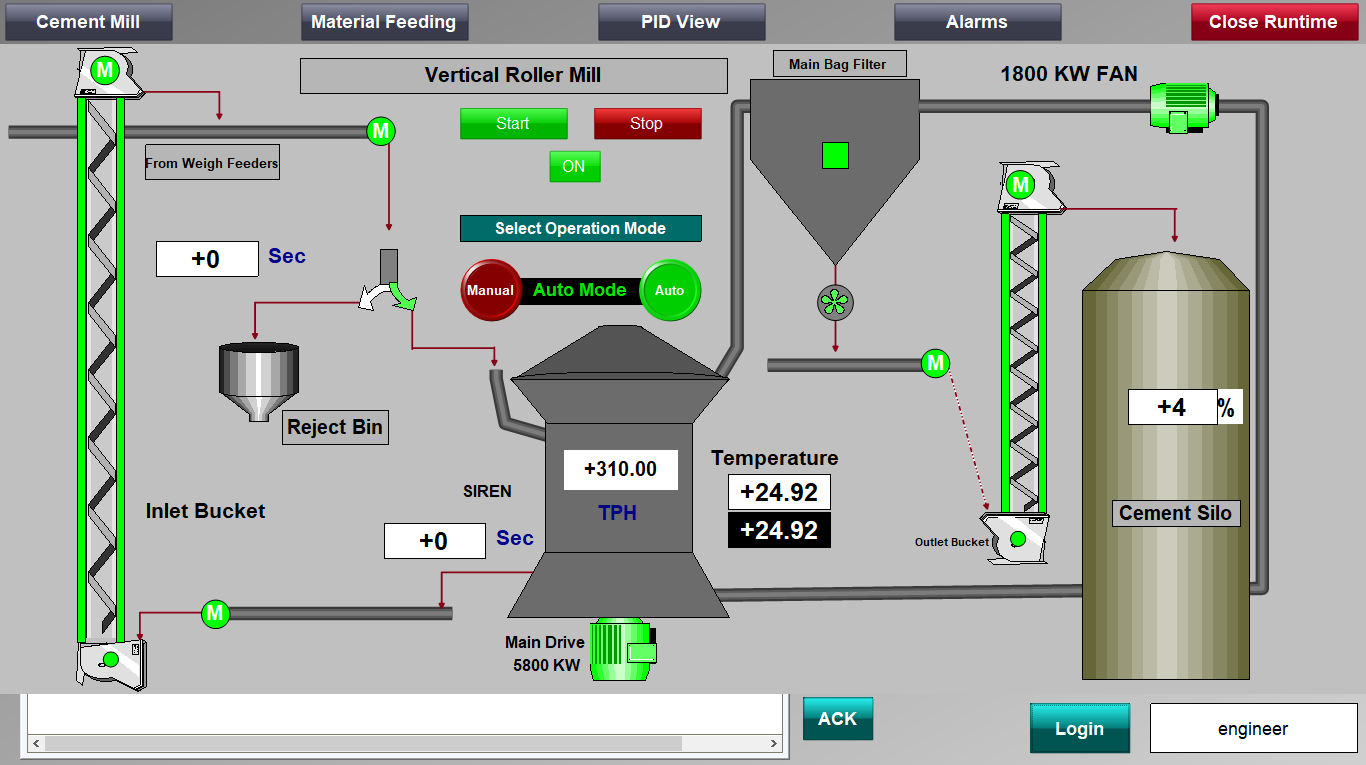 Cement Mill
Material Feeding
PID View
Alarms
Close Runtime
M
Vertical Roller Mill
Main Bag Filter
1800 KW FAN
Start
Stop
M
From Weigh Feeders
ON
M
Select Operation Mode
+0
Sec
Manual
Auto Mode
Auto
M
+4
%
Reject Bin
Temperature
+310.00
+24.92
SIREN
Inlet Bucket
TPH
Cement Silo
+24.92
+0
Sec
Outlet Bucket
M
Main Drive
5800 KW
ACK
Login
engineer